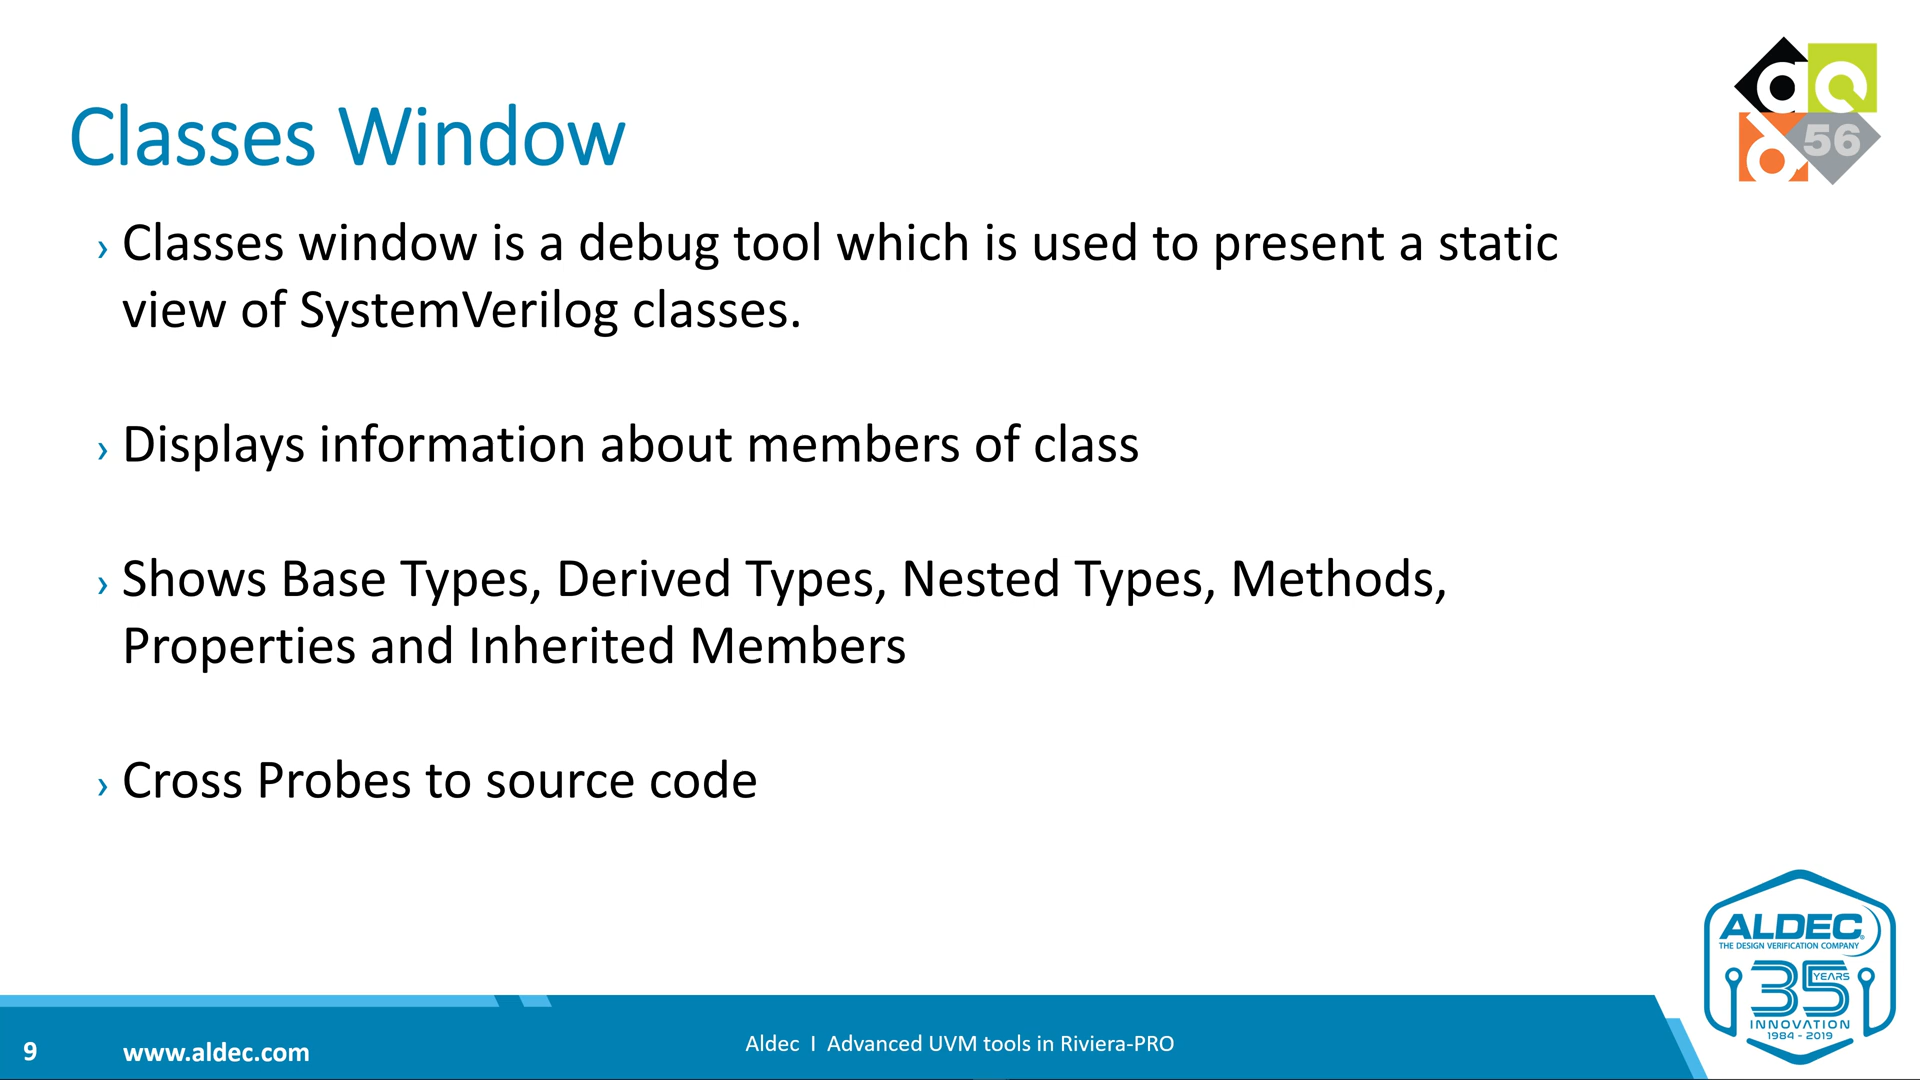 Classes Window
56
› Classes window is a debug tool which is used to present a static
view of SystemVerilog classes.
› Displays information about members of class
› Shows Base Types, Derived Types, Nested Types, Methods,
Properties and Inherited Members
› Cross Probes to source code
ALDEC®
THE DESIGN VERIFICATION COMPANY
35 YEARS
INNOVATION
1984 - 2019
9 www.aldec.com Aldec I Advanced UVM tools in Riviera-PRO